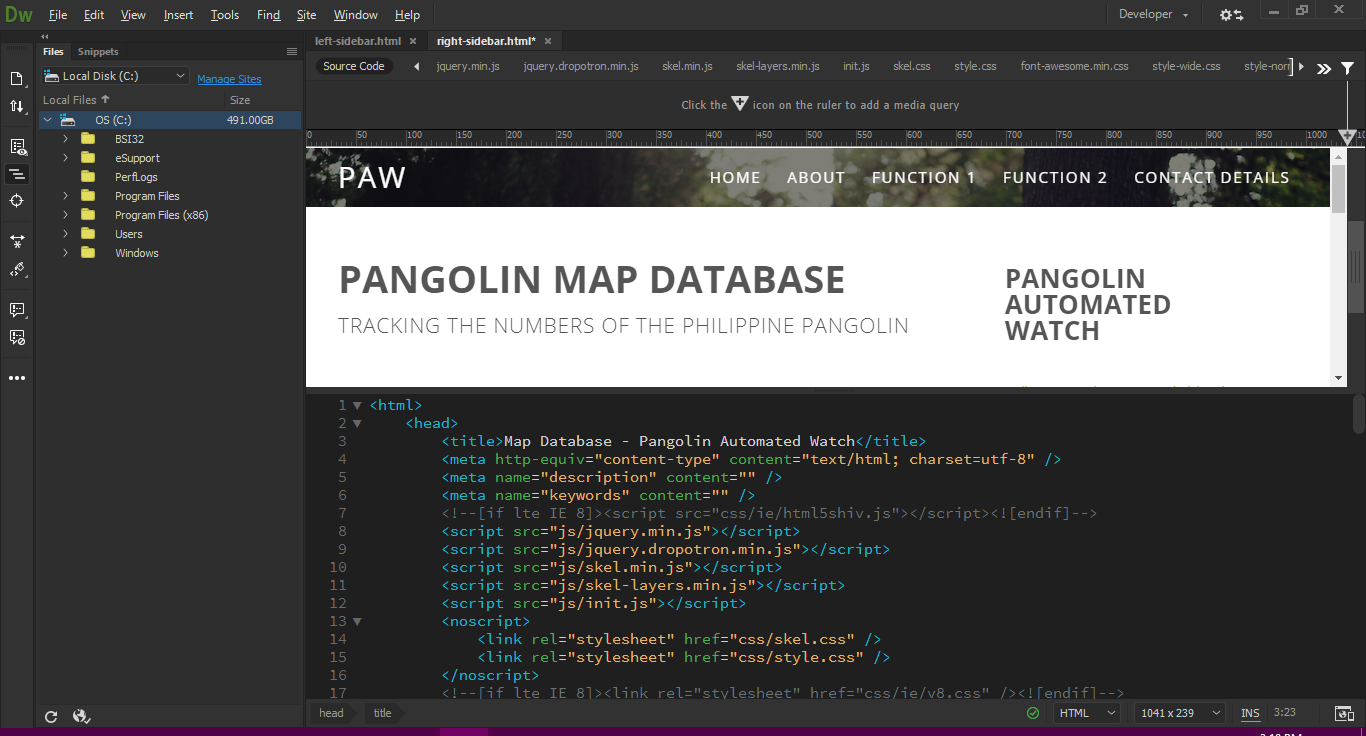 Dw File Edit View Insert Tools Find Site Window Help Developer
Files Snippets
Local Disk (C:) Manage Sites
Local Files Size
OS (C:) 491.00GB
BSI32
eSupport
PerfLogs
Program Files
Program Files (x86)
Users
Windows
left-sidebar.html × right-sidebar.html* ×
Source Code jquery.min.js jquery.dropotron.min.js skel.min.js skel-layers.min.js init.js skel.css style.css font-awesome.min.css style-wide.css
Click the icon on the ruler to add a media query
0 50 100 150 200 250 300 350 400 450 500 550 600 650 700 750 800 850 900 950 1000
PAW HOME ABOUT FUNCTION 1 FUNCTION 2 CONTACT DETAILS
PANGOLIN MAP DATABASE
TRACKING THE NUMBERS OF THE PHILIPPINE PANGOLIN
PANGOLIN
AUTOMATED
WATCH
1 <html>
2 <head>
3 <title>Map Database - Pangolin Automated Watch</title>
4 <meta http-equiv="content-type" content="text/html; charset=utf-8" />
5 <meta name="description" content="" />
6 <meta name="keywords" content="" />
7 <!--[if lte IE 8]><script src="css/ie/html5shiv.js"></script><![endif]-->
8 <script src="js/jquery.min.js"></script>
9 <script src="js/jquery.dropotron.min.js"></script>
10 <script src="js/skel.min.js"></script>
11 <script src="js/skel-layers.min.js"></script>
12 <script src="js/init.js"></script>
13 <noscript>
14 <link rel="stylesheet" href="css/skel.css" />
15 <link rel="stylesheet" href="css/style.css" />
16 </noscript>
17 <!--[if lte IE 8]><link rel="stylesheet" href="css/ie/v8.css" /><![endif]-->
head title HTML 1041 x 239 INS 3:23